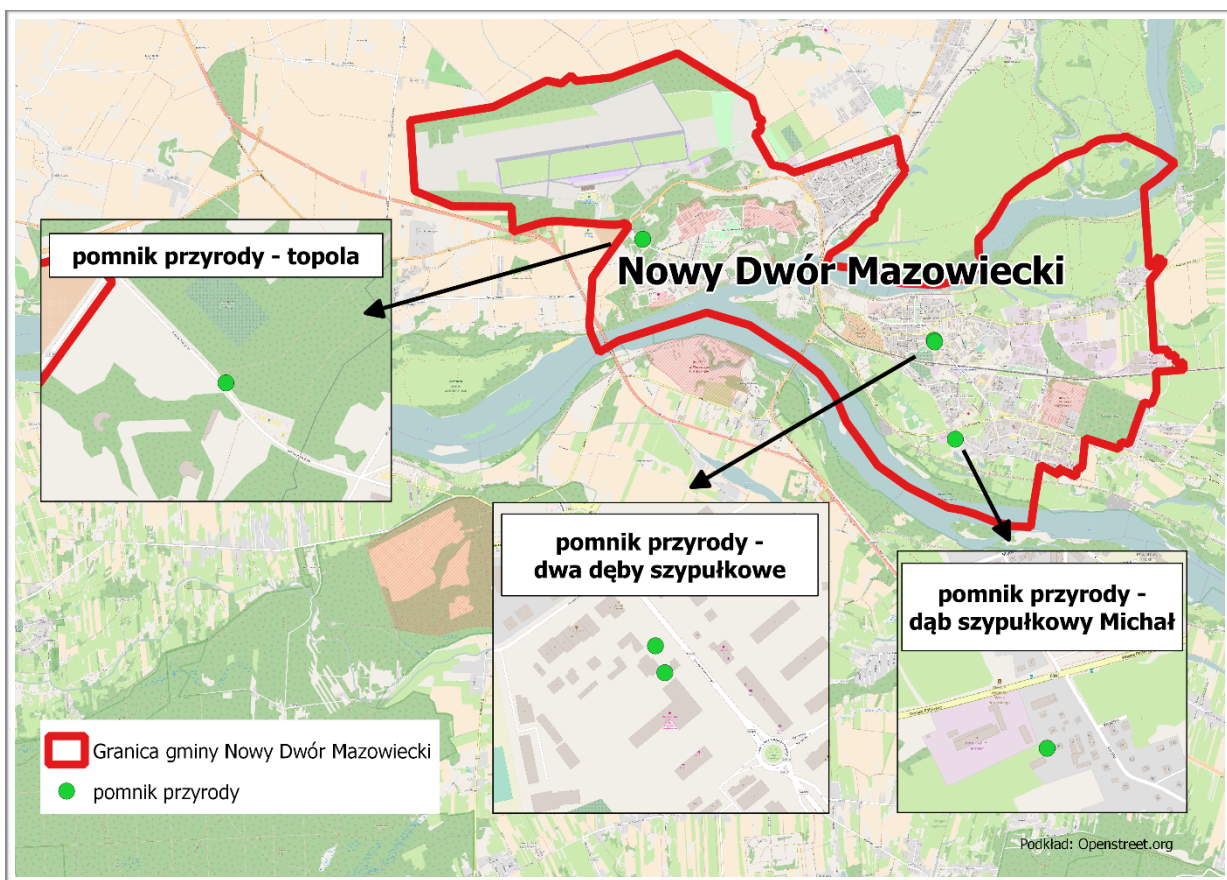 pomnik przyrody - topola
Nowy Dwór Mazowiecki
pomnik przyrody -
dwa dęby szypułkowe
pomnik przyrody -
dąb szypułkowy Michał
Granica gminy Nowy Dwór Mazowiecki
pomnik przyrody
Podkład: Openstreet.org